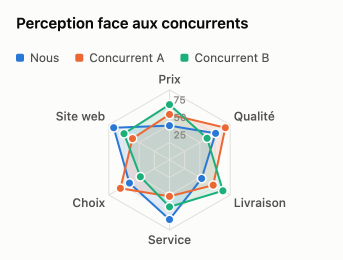 Perception face aux concurrents
Nous
Concurrent A
Concurrent B
Prix
75
50
25
Site web
Qualité
Choix
Livraison
Service